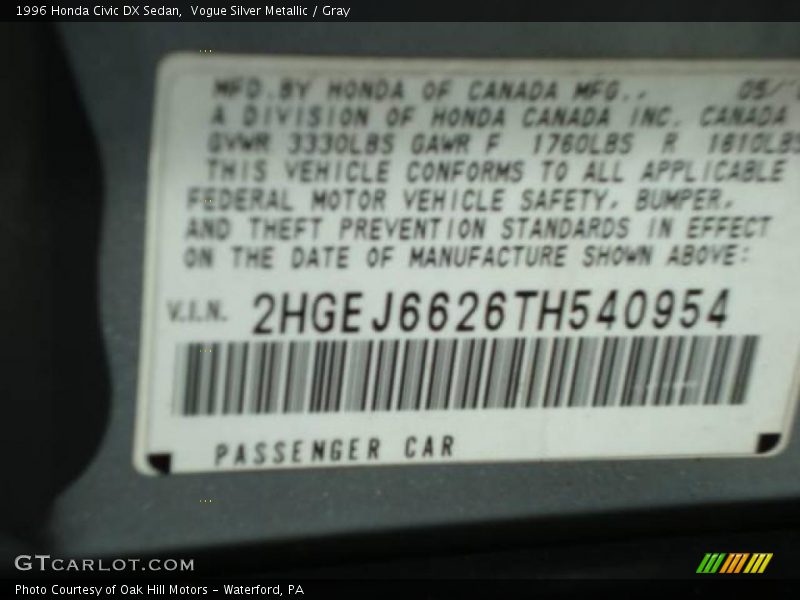 1996 Honda Civic DX Sedan, Vogue Silver Metallic / Gray
MFD. BY HONDA OF CANADA MFG.. 05/
A DIVISION OF HONDA CANADA INC. CANADA
GVWR 3330LBS GAWR F 1760LBS R 1610LBS
THIS VEHICLE CONFORMS TO ALL APPLICABLE
FEDERAL MOTOR VEHICLE SAFETY, BUMPER,
AND THEFT PREVENTION STANDARDS IN EFFECT
ON THE DATE OF MANUFACTURE SHOWN ABOVE:
V.I.N. 2HGEJ6626TH540954
PASSENGER CAR
GTCARLOT.COM
Photo Courtesy of Oak Hill Motors - Waterford, PA